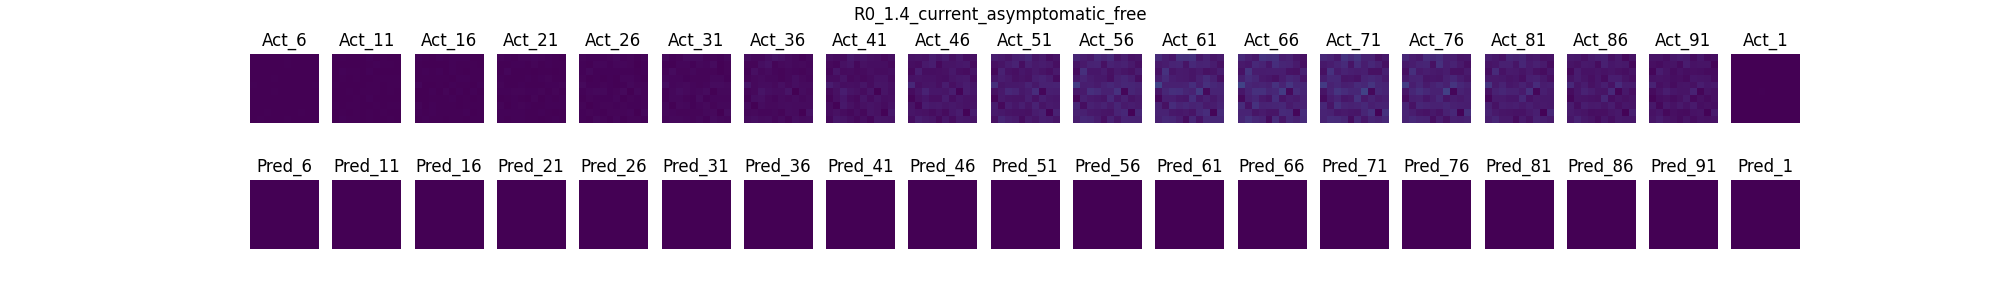 R0_1.4_current_asymptomatic_free
Act_6 Act_11 Act_16 Act_21 Act_26 Act_31 Act_36 Act_41 Act_46 Act_51 Act_56 Act_61 Act_66 Act_71 Act_76 Act_81 Act_86 Act_91 Act_1
Pred_6 Pred_11 Pred_16 Pred_21 Pred_26 Pred_31 Pred_36 Pred_41 Pred_46 Pred_51 Pred_56 Pred_61 Pred_66 Pred_71 Pred_76 Pred_81 Pred_86 Pred_91 Pred_1